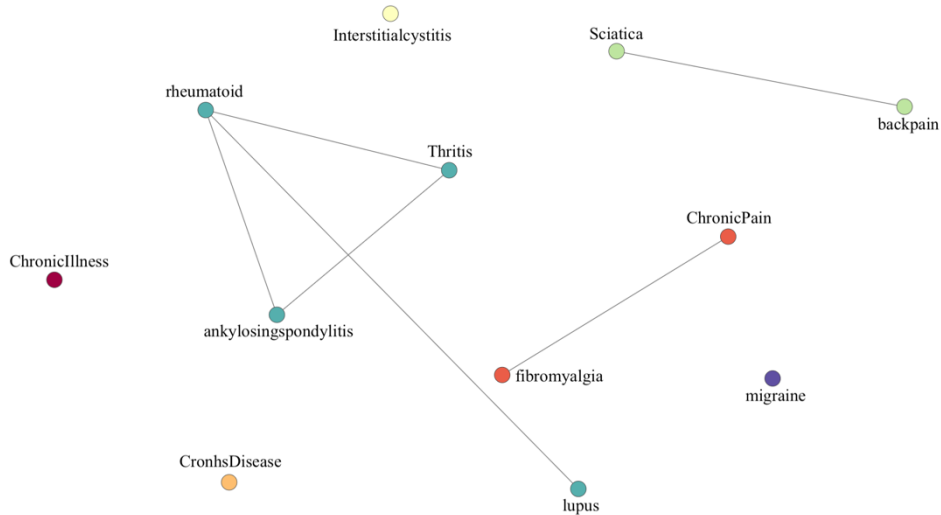 Interstitialcystitis
Sciatica
rheumatoid
backpain
Thritis
ChronicPain
ChronicIllness
ankylosingspondylitis
fibromyalgia
migraine
CronhsDisease
lupus